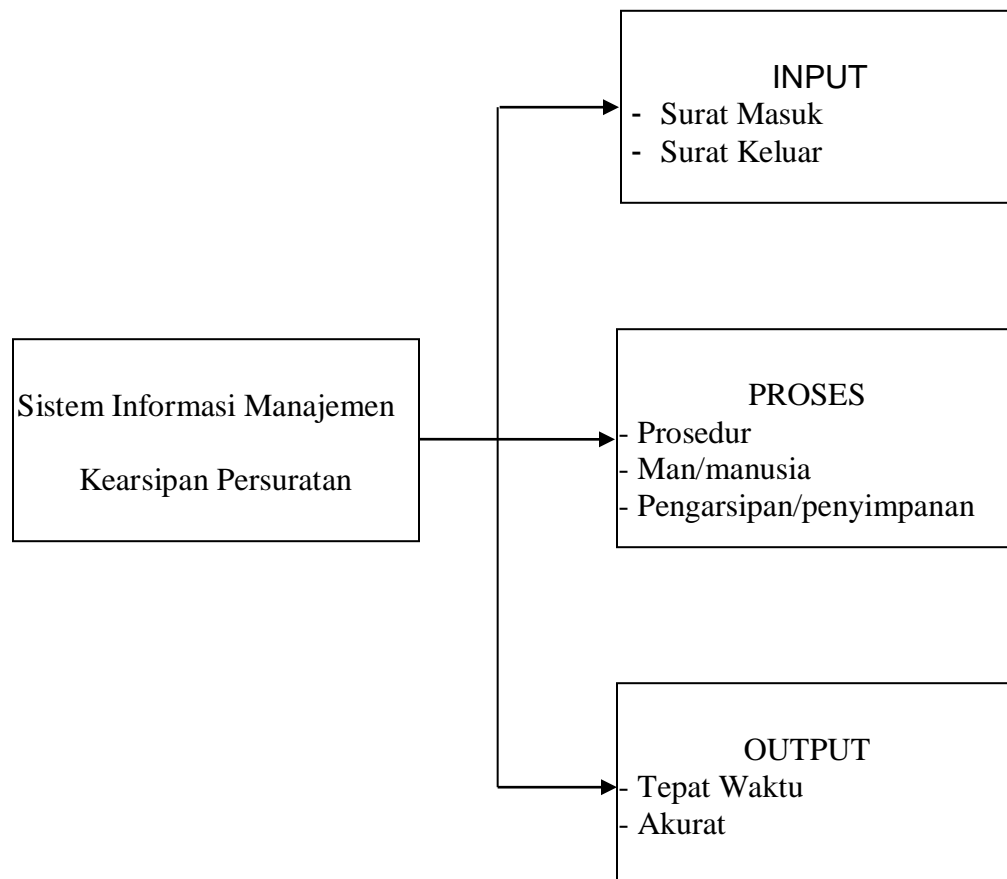 INPUT
- Surat Masuk
- Surat Keluar
Sistem Informasi Manajemen
Kearsipan Persuratan
PROSES
- Prosedur
- Man/manusia
- Pengarsipan/penyimpanan
OUTPUT
- Tepat Waktu
- Akurat